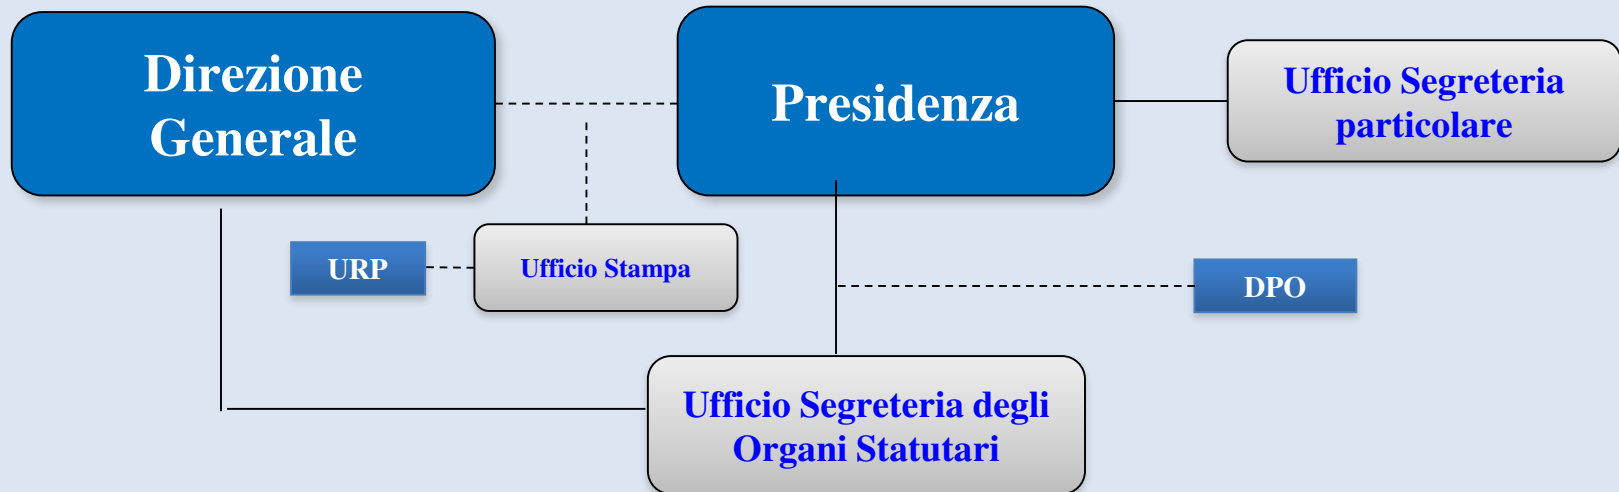 Direzione
Generale
Presidenza
Ufficio Segreteria
particolare
URP
Ufficio Stampa
DPO
Ufficio Segreteria degli
Organi Statutari